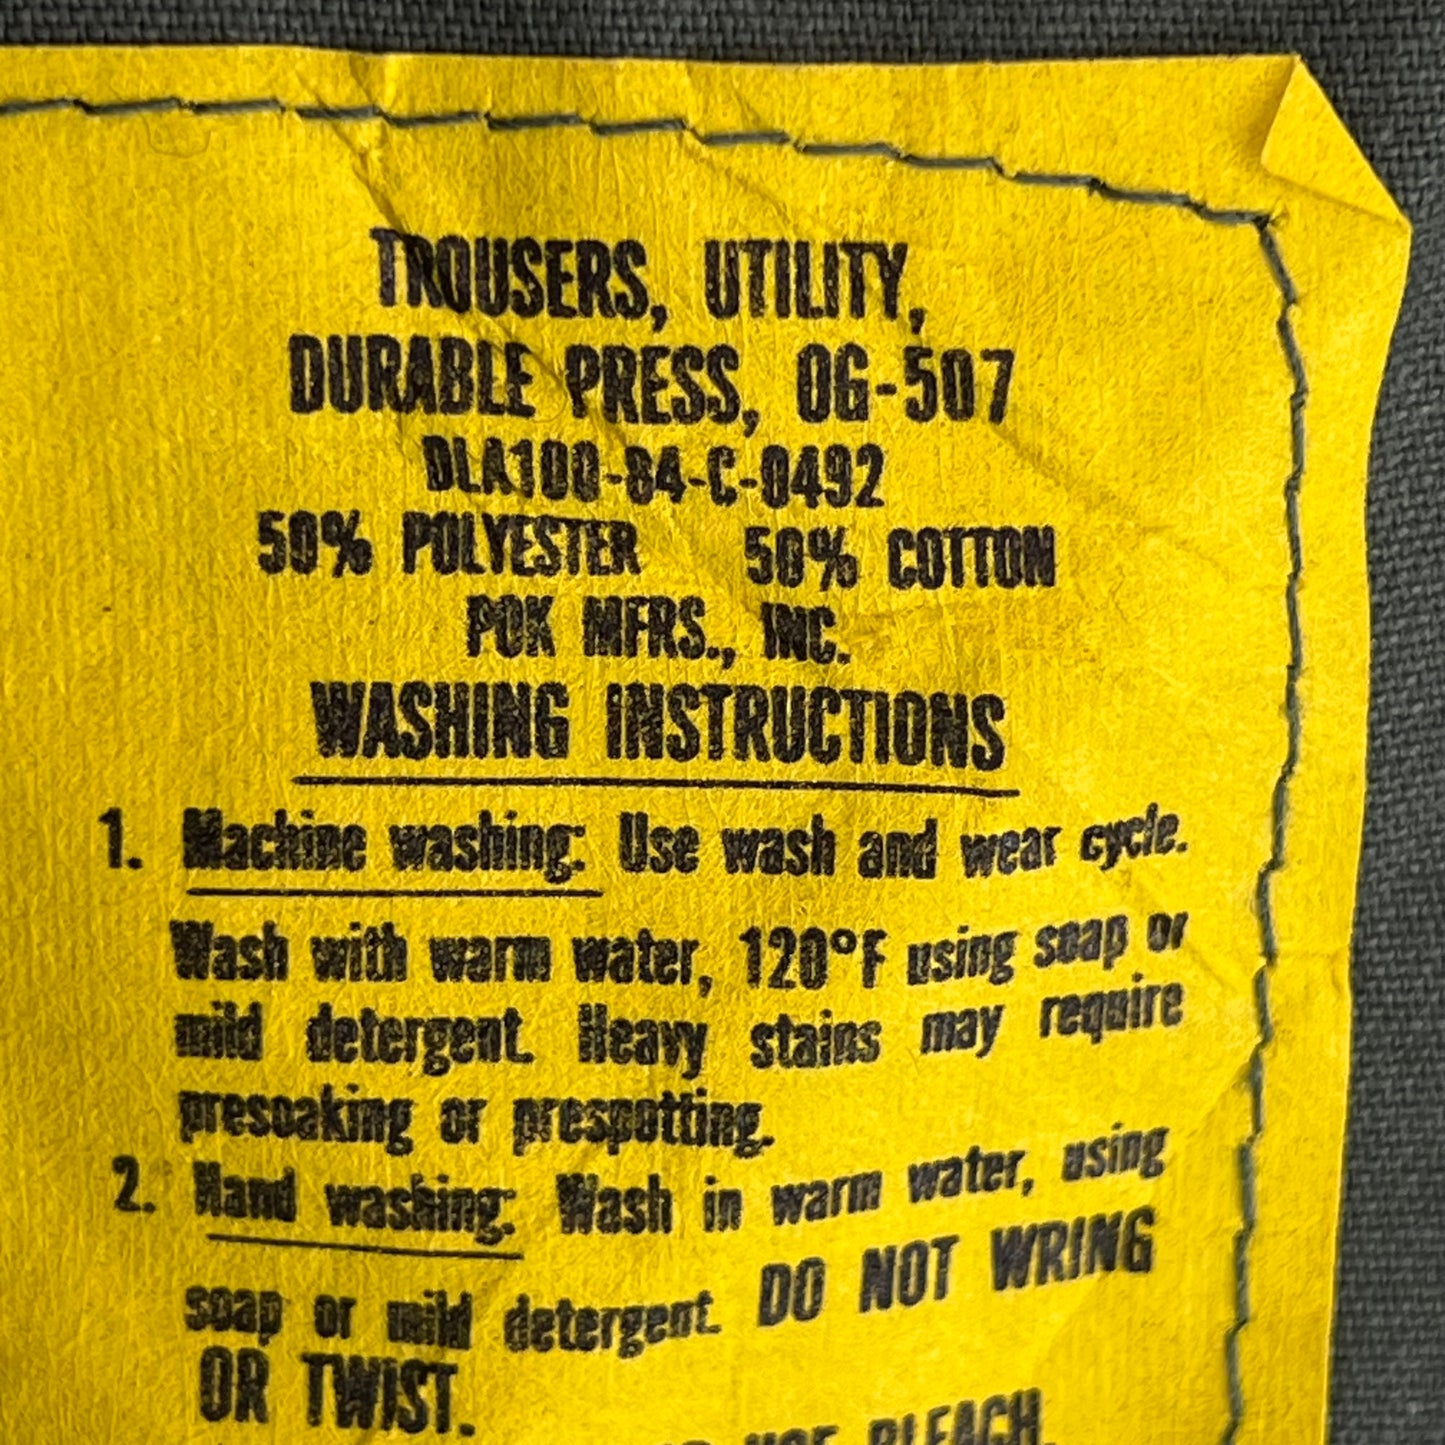 TROUSERS, UTILITY,
DURABLE PRESS, OG-507
DLA100-84-C-0492
50% POLYESTER 50% COTTON
POK MFRS., INC.
WASHING INSTRUCTIONS
1. Machine washing: Use wash and wear cycle.
Wash with warm water, 120°F using soap or
mild detergent. Heavy stains may require
presoaking or prespotting.
2. Hand washing: Wash in warm water, using
soap or mild detergent. DO NOT WRING
OR TWIST.
USE BLEACH.